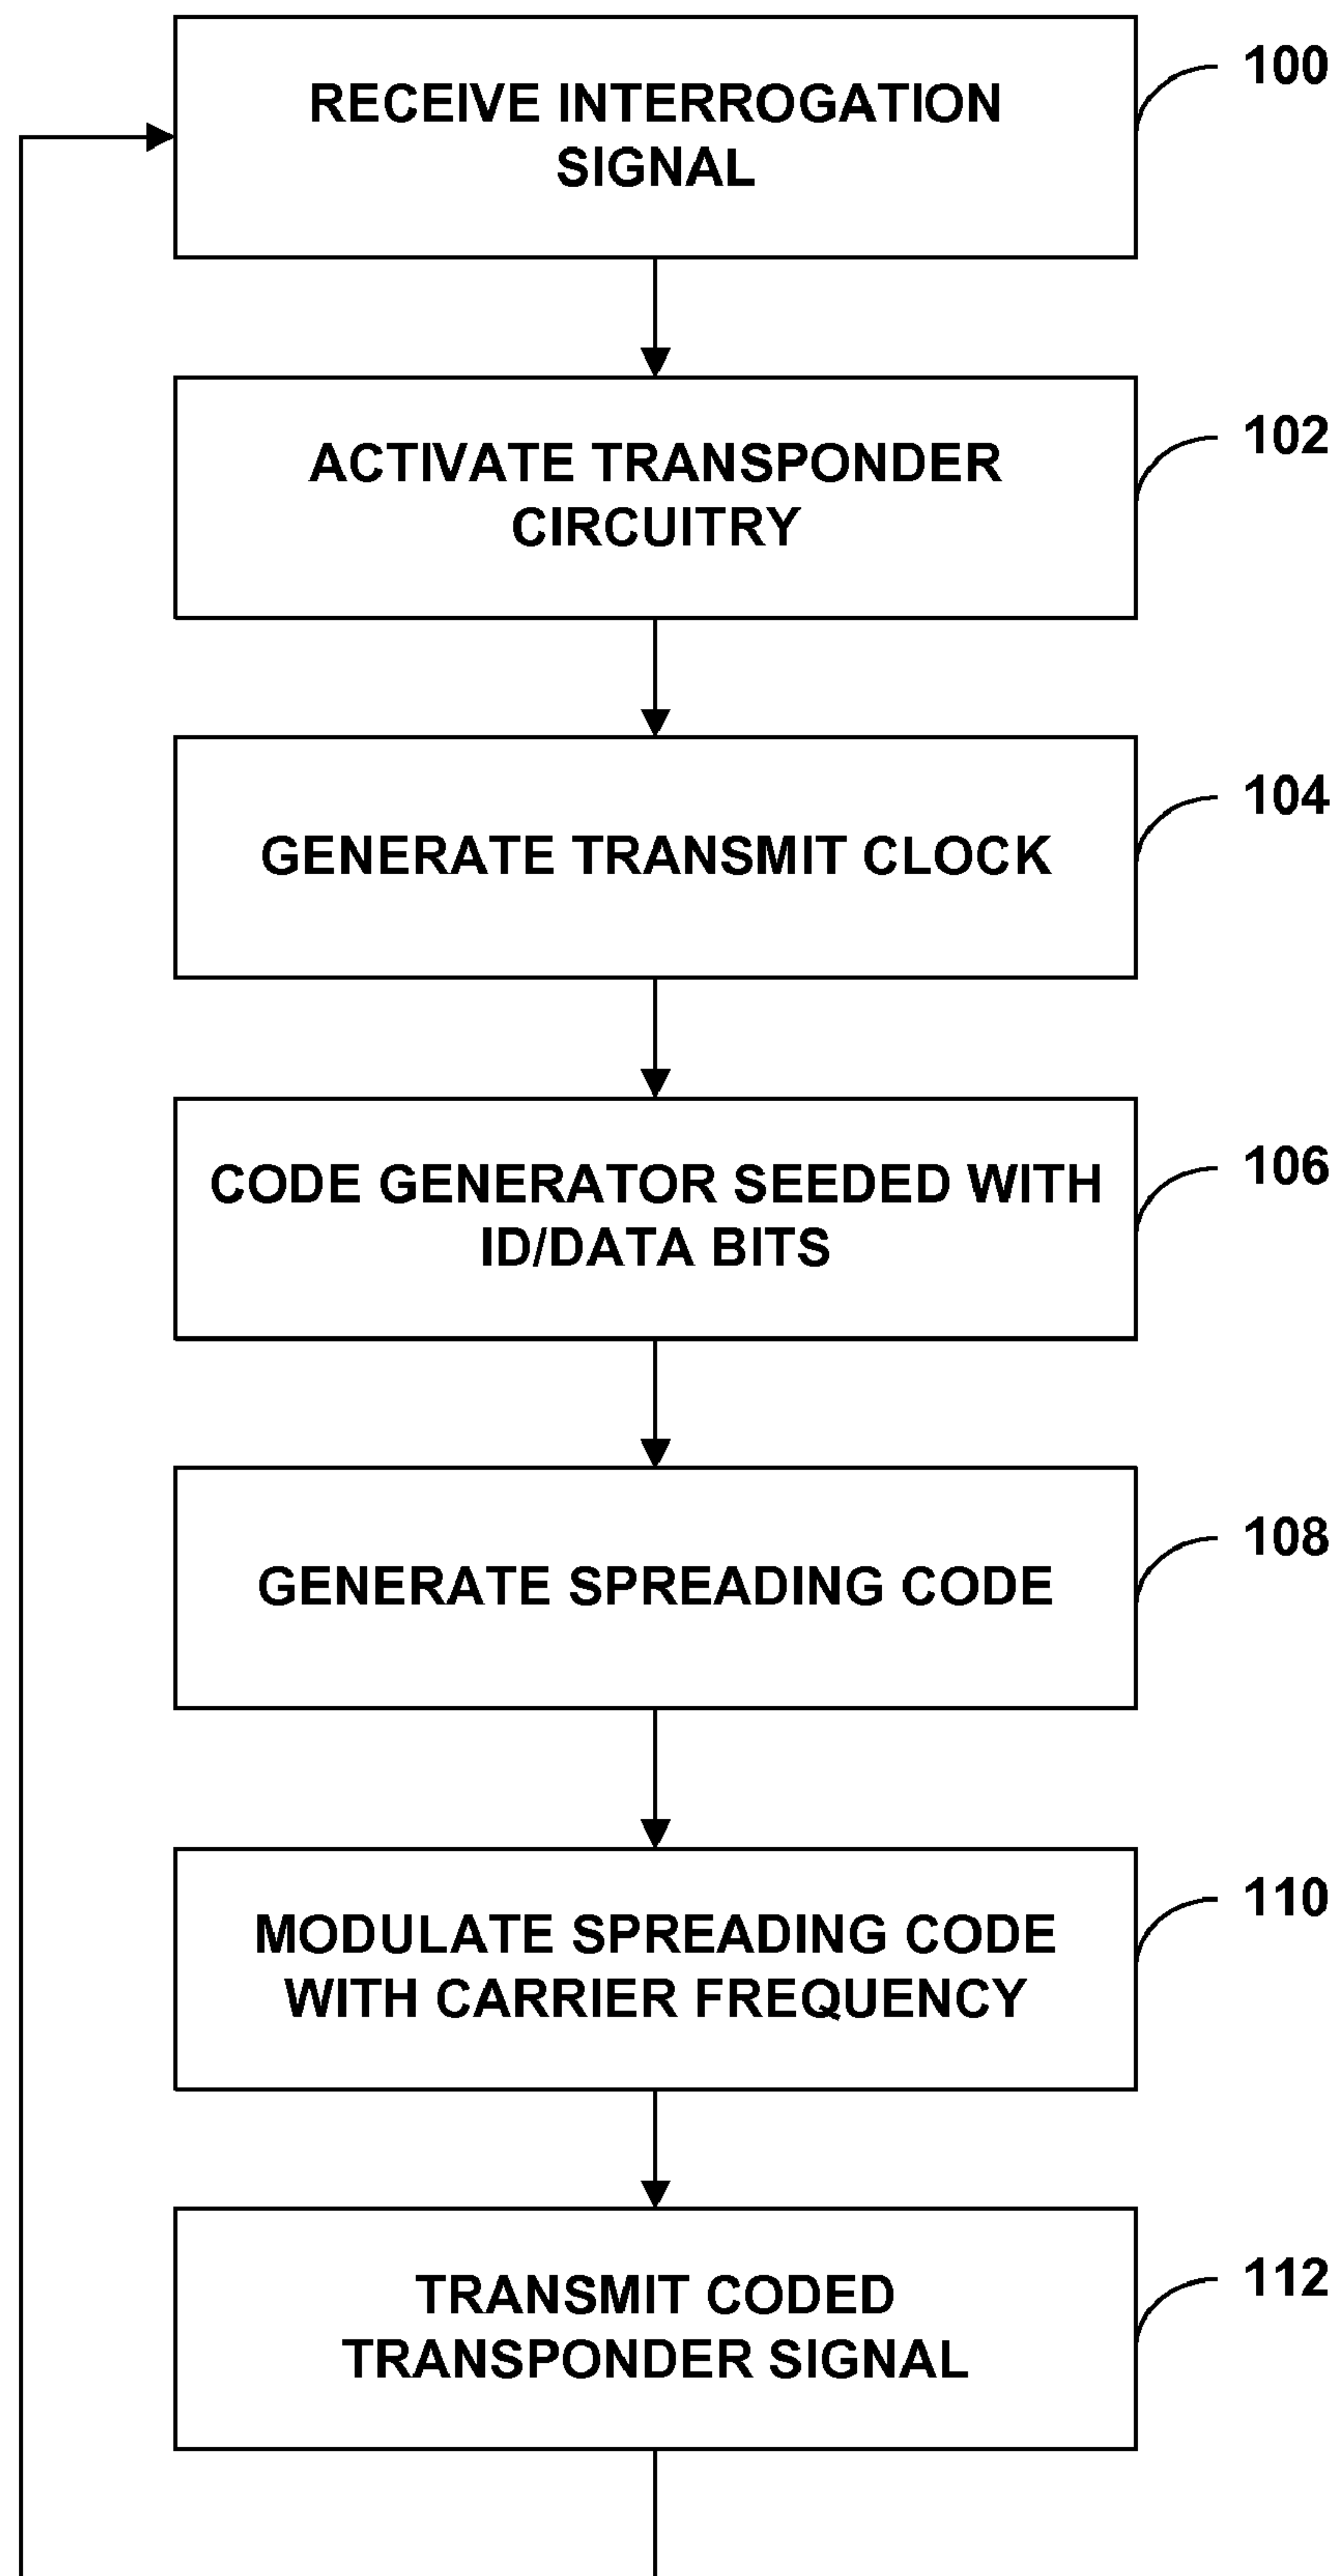 RECEIVE INTERROGATION
SIGNAL
100
ACTIVATE TRANSPONDER
CIRCUITRY
102
GENERATE TRANSMIT CLOCK
104
CODE GENERATOR SEEDED WITH
ID/DATA BITS
106
GENERATE SPREADING CODE
108
MODULATE SPREADING CODE
WITH CARRIER FREQUENCY
110
TRANSMIT CODED
TRANSPONDER SIGNAL
112